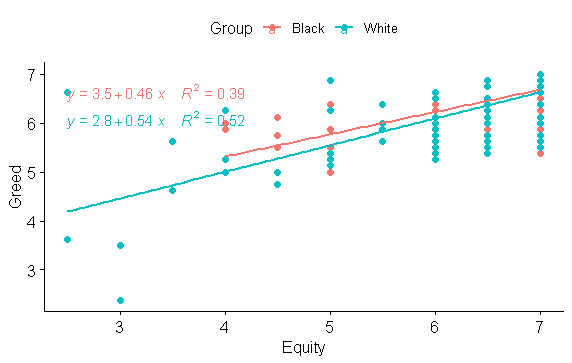 Group a Black a White
7
y = 3.5 + 0.46 x R² = 0.39
6
y = 2.8 + 0.54 x R² = 0.52
5
Greed
4
3
3 4 5 6 7
Equity